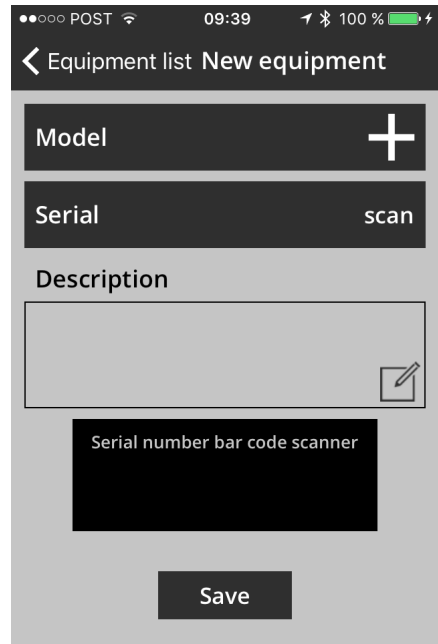 POST 09:39 100 %
Equipment list New equipment
Model
Serial scan
Description
Serial number bar code scanner
Save